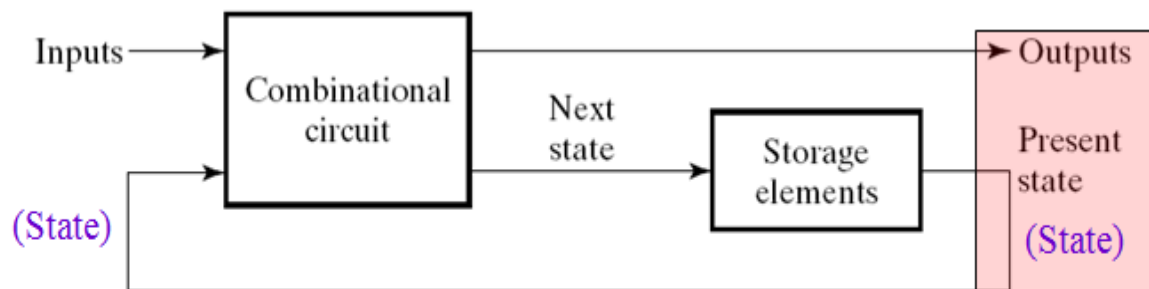 Inputs
Combinational
circuit
Next
state
Storage
elements
Outputs
Present
state
(State)
(State)